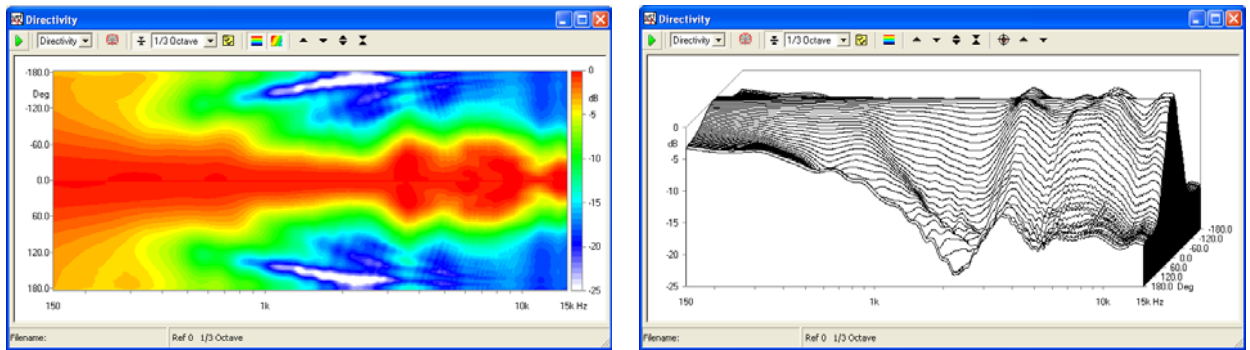 Directivity
Directivity 1/3 Octave
-180.0
Deg
-120.0
-60.0
0.0
60.0
120.0
180.0
150 1k 10k 15k Hz
0
dB
-5
-10
-15
-20
-25
Filename: Ref 0 1/3 Octave
Directivity
Directivity 1/3 Octave
0
dB
-5
-10
-15
-20
-25
150 1k 10k 15k Hz
-180.0
-120.0
-60.0
0.0
60.0
120.0
180.0 Deg
Filename: Ref 0 1/3 Octave